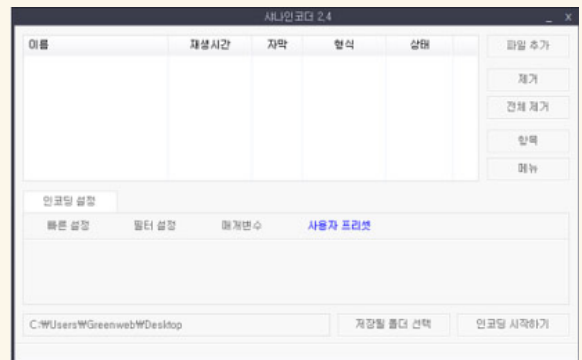 샤나인코더 2.4
이름 재생시간 자막 형식 상태
파일 추가
제거
전체 제거
항목
메뉴
인코딩 설정
빠른 설정 필터 설정 매개변수 사용자 프리셋
C:₩Users₩Greenweb₩Desktop 저장될 폴더 선택 인코딩 시작하기